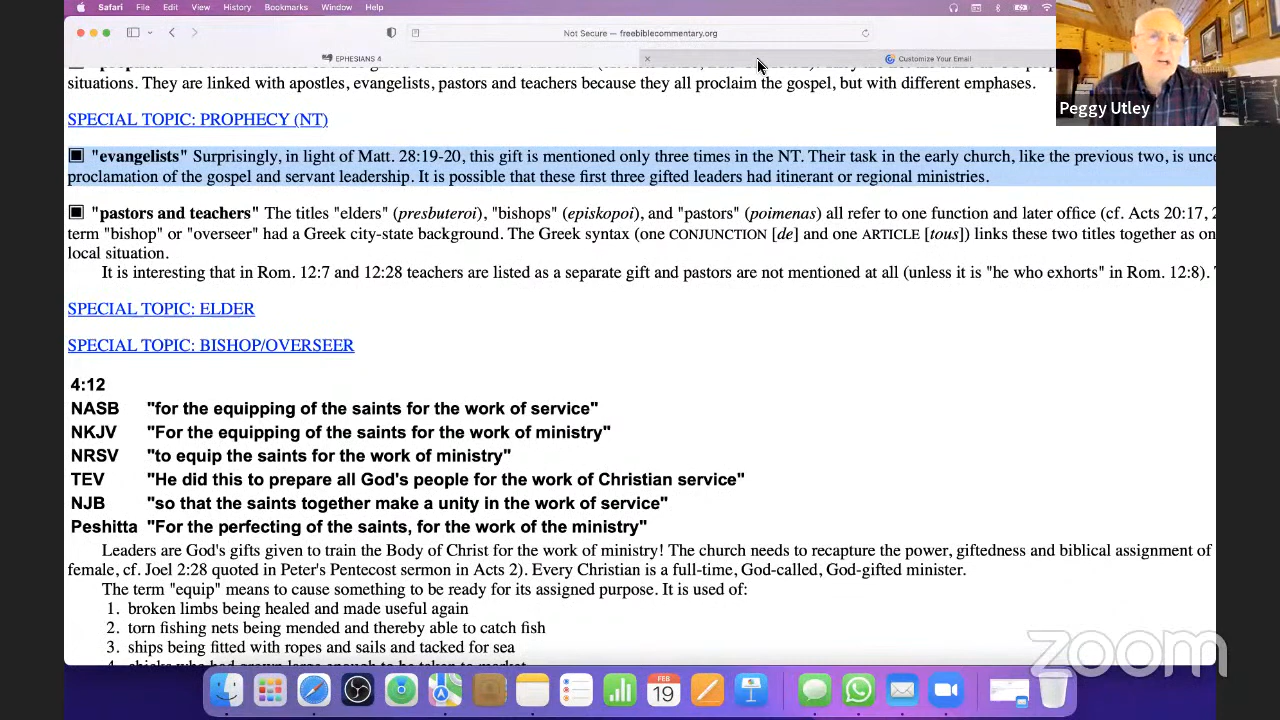 Safari File Edit View History Bookmarks Window Help
Not Secure — freebiblecommentary.org
EPHESIANS 4
Customize Your Email
situations. They are linked with apostles, evangelists, pastors and teachers because they all proclaim the gospel, but with different emphases.
Peggy Utley
SPECIAL TOPIC: PROPHECY (NT)
"evangelists" Surprisingly, in light of Matt. 28:19-20, this gift is mentioned only three times in the NT. Their task in the early church, like the previous two, is
proclamation of the gospel and servant leadership. It is possible that these first three gifted leaders had itinerant or regional ministries.
"pastors and teachers" The titles "elders" (presbuteroi), "bishops" (episkopoi), and "pastors" (poimenas) all refer to one function and later office (cf. Acts 20:17,
term "bishop" or "overseer" had a Greek city-state background. The Greek syntax (one CONJUNCTION [de] and one ARTICLE [tous]) links these two titles together as
local situation.
It is interesting that in Rom. 12:7 and 12:28 teachers are listed as a separate gift and pastors are not mentioned at all (unless it is "he who exhorts" in Rom. 12:8).
SPECIAL TOPIC: ELDER
SPECIAL TOPIC: BISHOP/OVERSEER
4:12
NASB "for the equipping of the saints for the work of service"
NKJV "For the equipping of the saints for the work of ministry"
NRSV "to equip the saints for the work of ministry"
TEV "He did this to prepare all God's people for the work of Christian service"
NJB "so that the saints together make a unity in the work of service"
Peshitta "For the perfecting of the saints, for the work of the ministry"
Leaders are God's gifts given to train the Body of Christ for the work of ministry! The church needs to recapture the power, giftedness and biblical assignment of
female, cf. Joel 2:28 quoted in Peter's Pentecost sermon in Acts 2). Every Christian is a full-time, God-called, God-gifted minister.
The term "equip" means to cause something to be ready for its assigned purpose. It is used of:
1. broken limbs being healed and made useful again
2. torn fishing nets being mended and thereby able to catch fish
3. ships being fitted with ropes and sails and tacked for sea
zoom
FEB
19